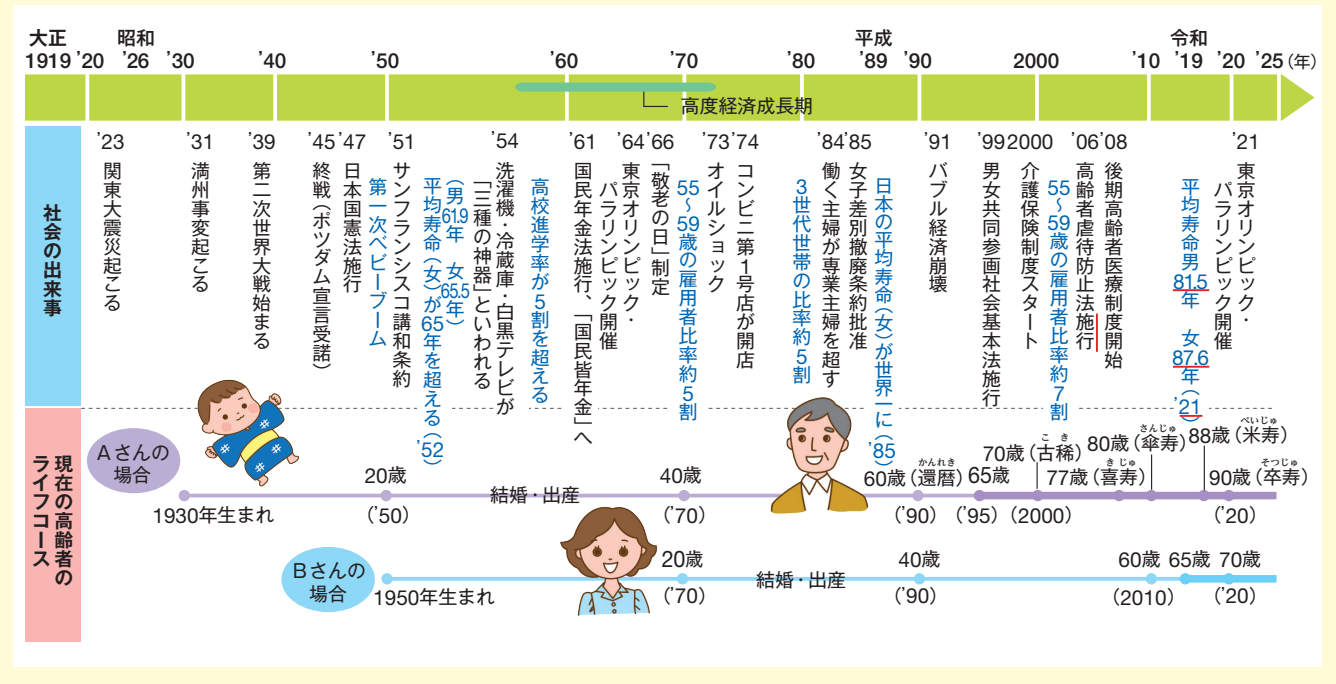 大正
昭和
平成
令和
1919 ’20 ’26 ’30 ’40 ’50 ’60 ’70 ’80 ’89 ’90 2000 ’10 ’19 ’20 ’25 (年)
高度経済成長期
社会の出来事
’23
関東大震災起こる
’31
満州事変起こる
’39
第二次世界大戦始まる
’45
終戦(ポツダム宣言受諾)
’47
日本国憲法施行
第一次ベビーブーム
’51
サンフランシスコ講和条約
平均寿命(女)が65年を超える(’52)
(男61.9年 女65.5年)
’54
洗濯機・冷蔵庫・白黒テレビが
「三種の神器」といわれる
高校進学率が5割を超える
’61
国民年金法施行、「国民皆年金」へ
’64
東京オリンピック・
パラリンピック開催
’66
「敬老の日」制定
55〜59歳の雇用者比率約5割
’73
オイルショック
’74
コンビニ第1号店が開店
3世代世帯の比率約5割
’84
働く主婦が専業主婦を超す
’85
女子差別撤廃条約批准
日本の平均寿命(女)が世界一に(’85)
’91
バブル経済崩壊
’99
男女共同参画社会基本法施行
2000
介護保険制度スタート
55〜59歳の雇用者比率約7割
’06
高齢者虐待防止法施行
’08
後期高齢者医療制度開始
平均寿命男81.5年 女87.6年(’21)
’21
東京オリンピック・
パラリンピック開催
現在の高齢者の
ライフコース
Aさんの
場合
1930年生まれ
20歳
(’50)
結婚・出産
40歳
(’70)
60歳(還暦)
かんれき
(’90)
65歳
(’95)
70歳(古稀)
こき
(2000)
77歳(喜寿)
きじゅ
80歳(傘寿)
さんじゅ
88歳(米寿)
べいじゅ
90歳(卒寿)
そつじゅ
(’20)
Bさんの
場合
1950年生まれ
20歳
(’70)
結婚・出産
40歳
(’90)
60歳
(2010)
65歳
70歳
(’20)